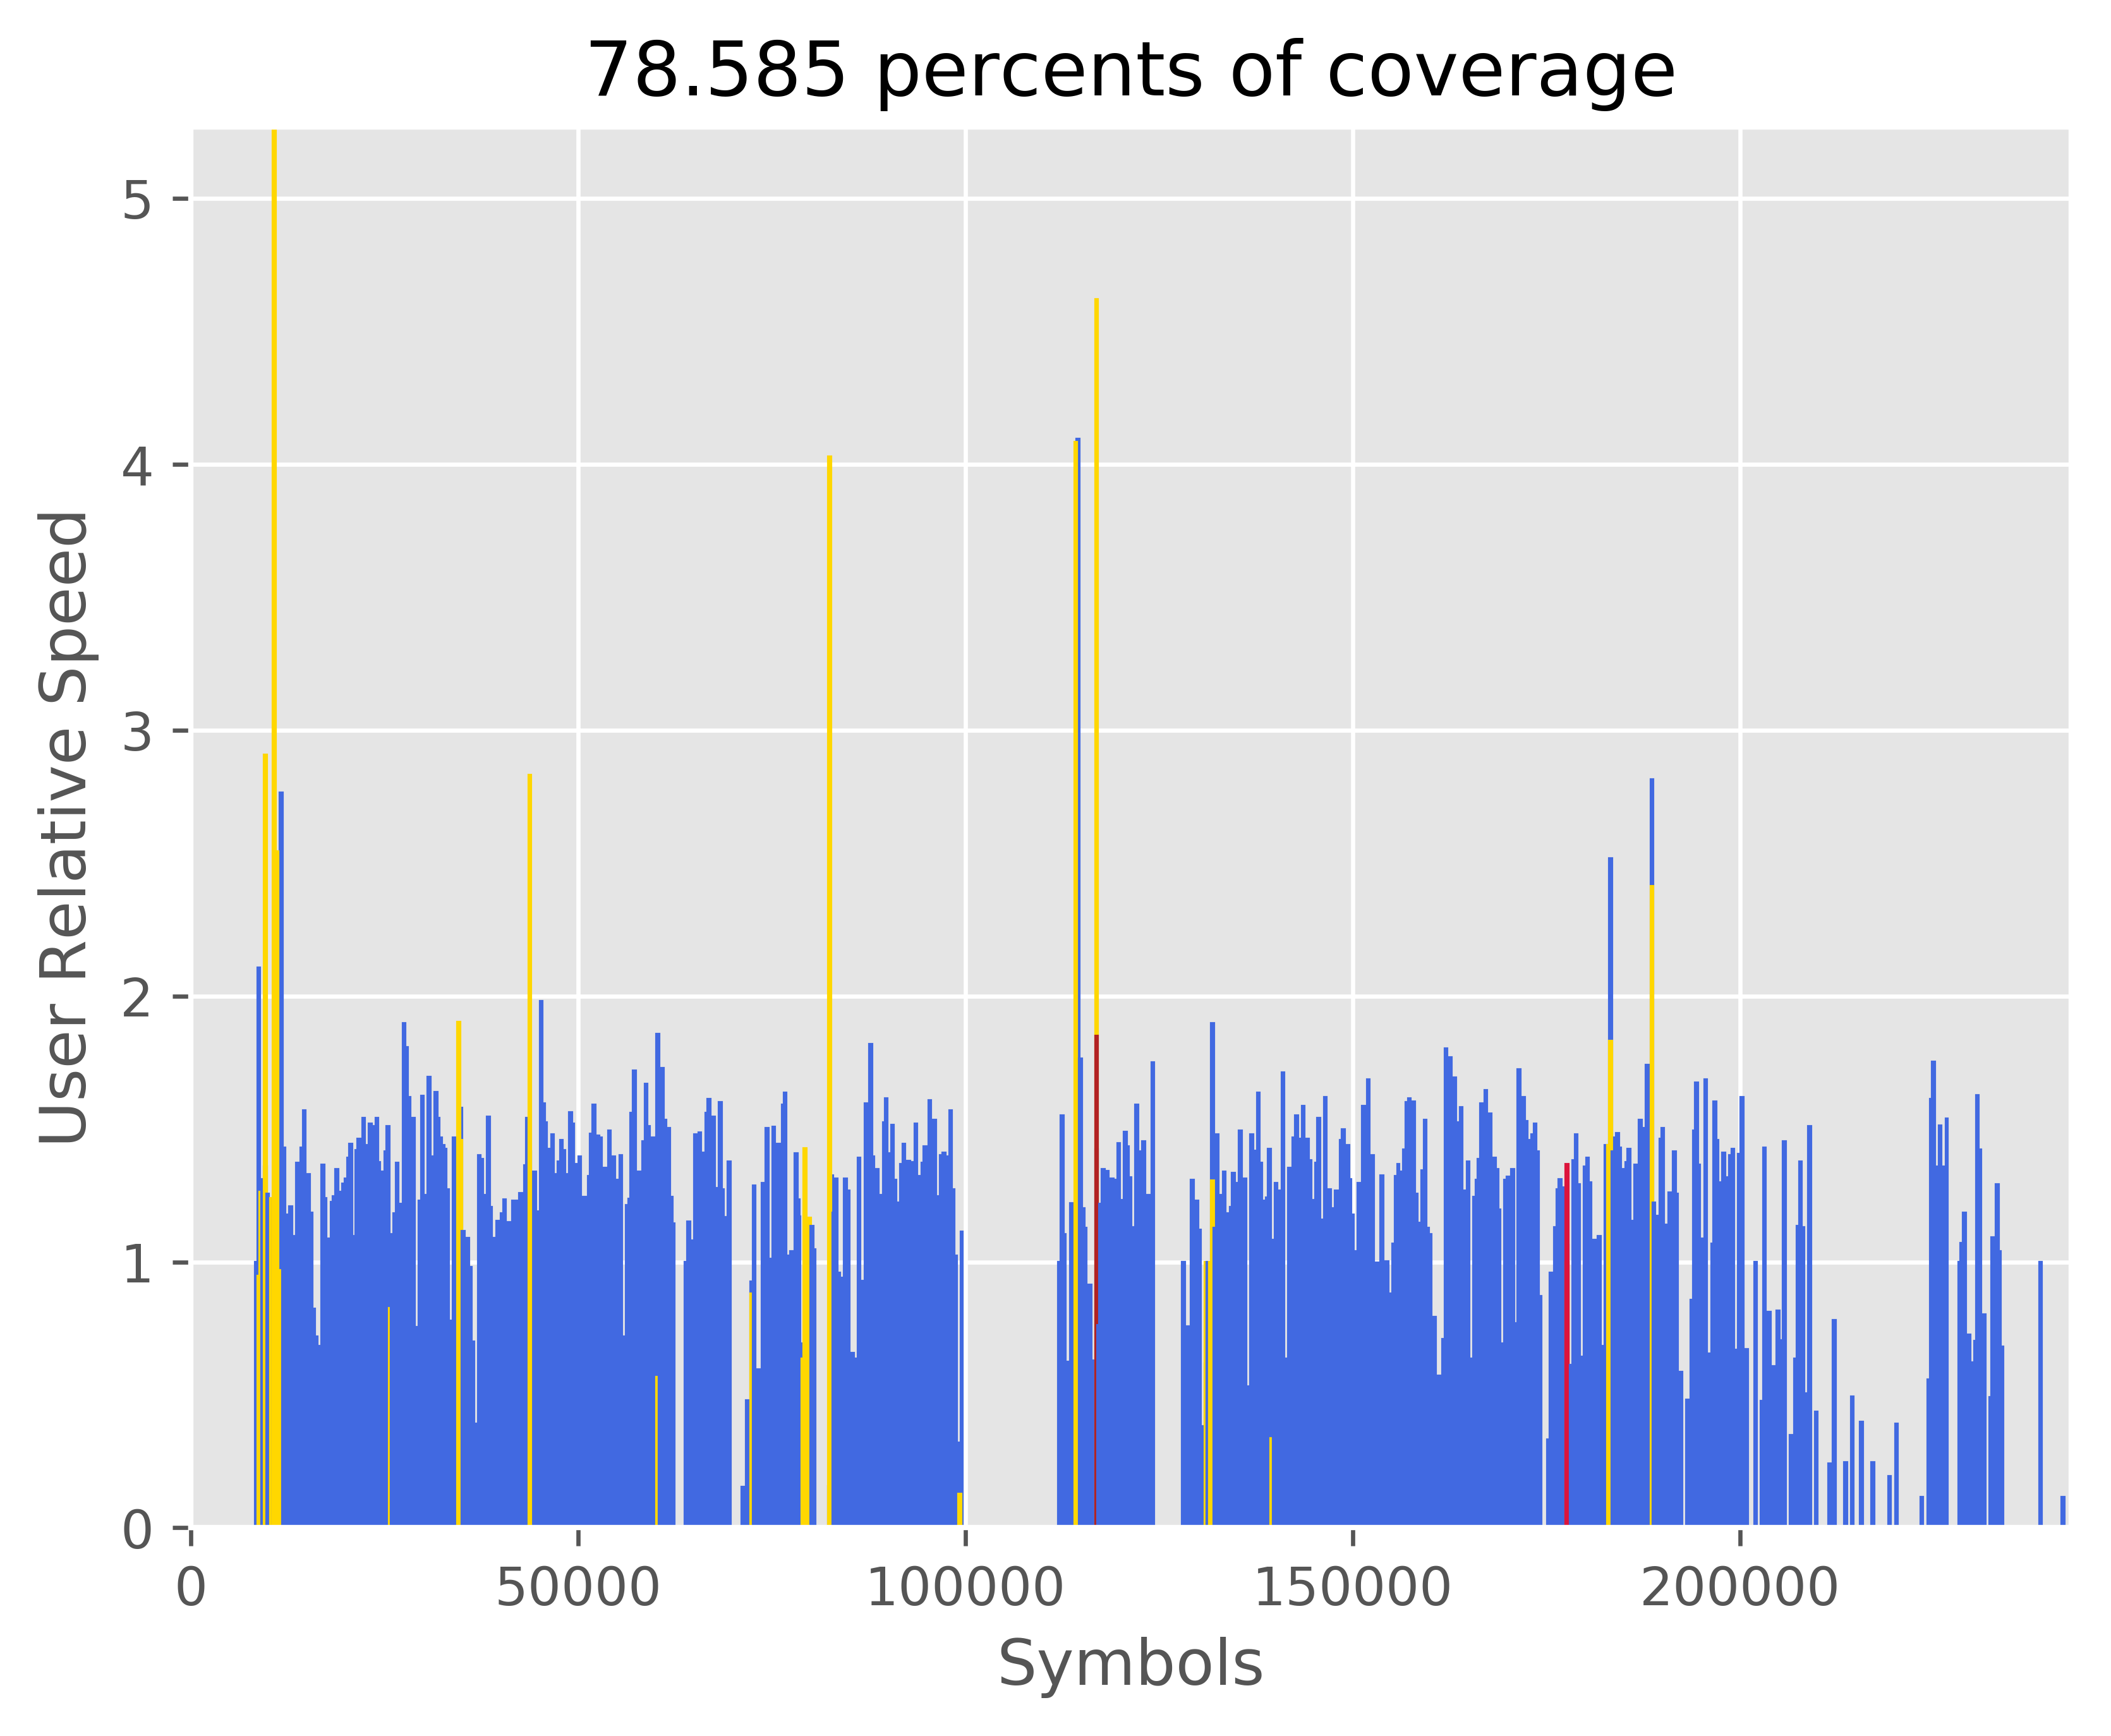 78.585 percents of coverage
5
4
3
2
1
0
User Relative Speed
0 50000 100000 150000 200000
Symbols